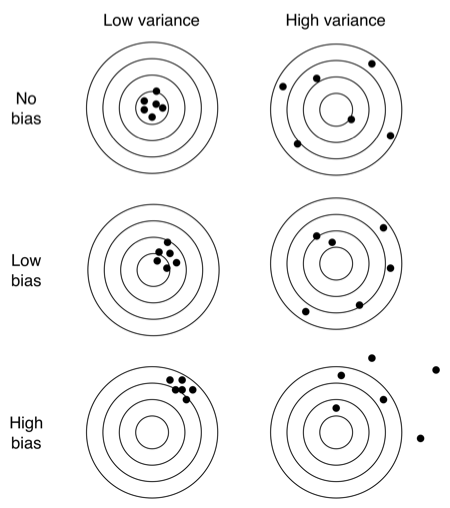 Low variance
High variance
No
bias
Low
bias
High
bias